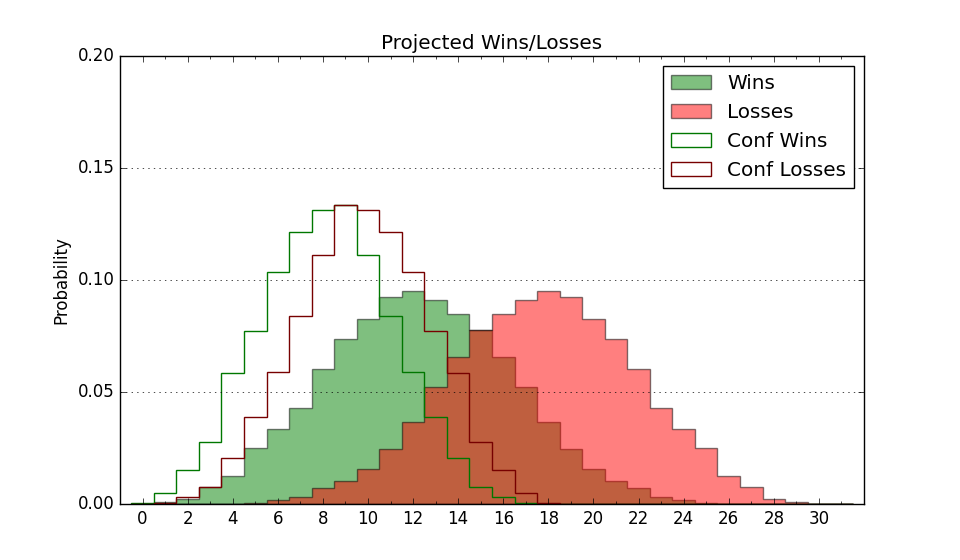 Projected Wins/Losses
0.20
0.15
0.10
0.05
0.00
Probability
Wins
Losses
Conf Wins
Conf Losses
0 2 4 6 8 10 12 14 16 18 20 22 24 26 28 30